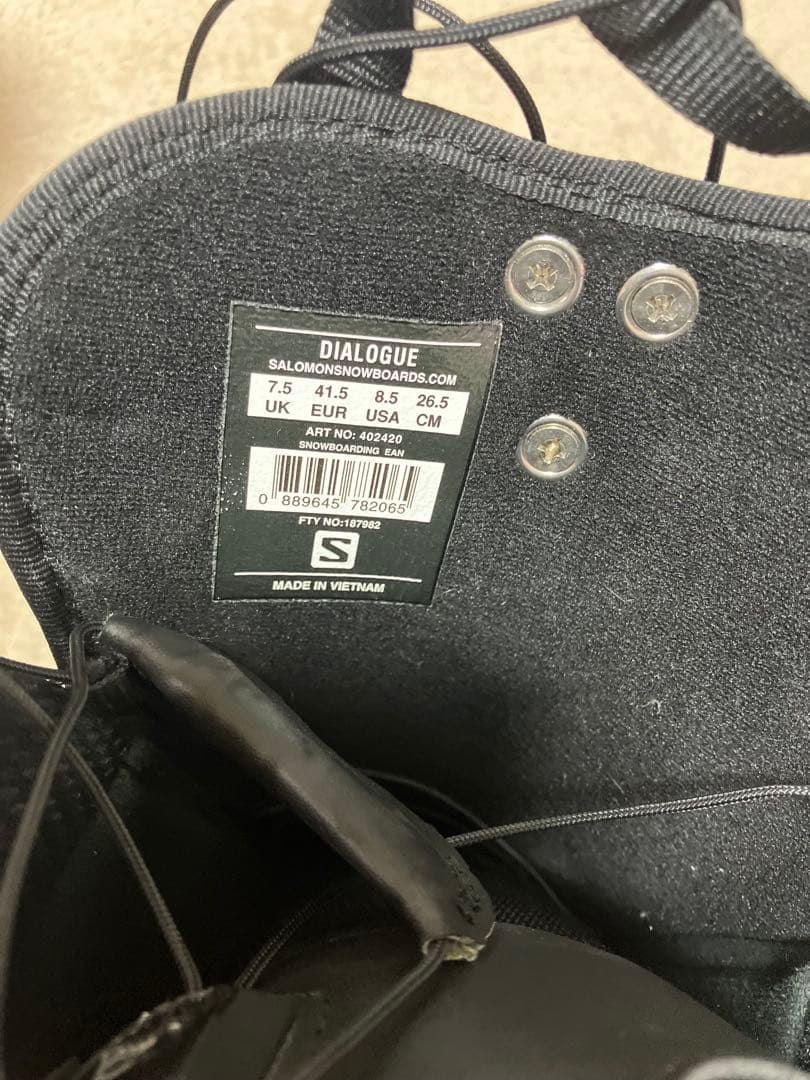 DIALOGUE
SALOMONSNOWBOARDS.COM
7.5 41.5 8.5 26.5
UK EUR USA CM
ART NO: 402420
SNOWBOARDING EAN
0 889645 782065
FTY NO:187982
S
MADE IN VIETNAM